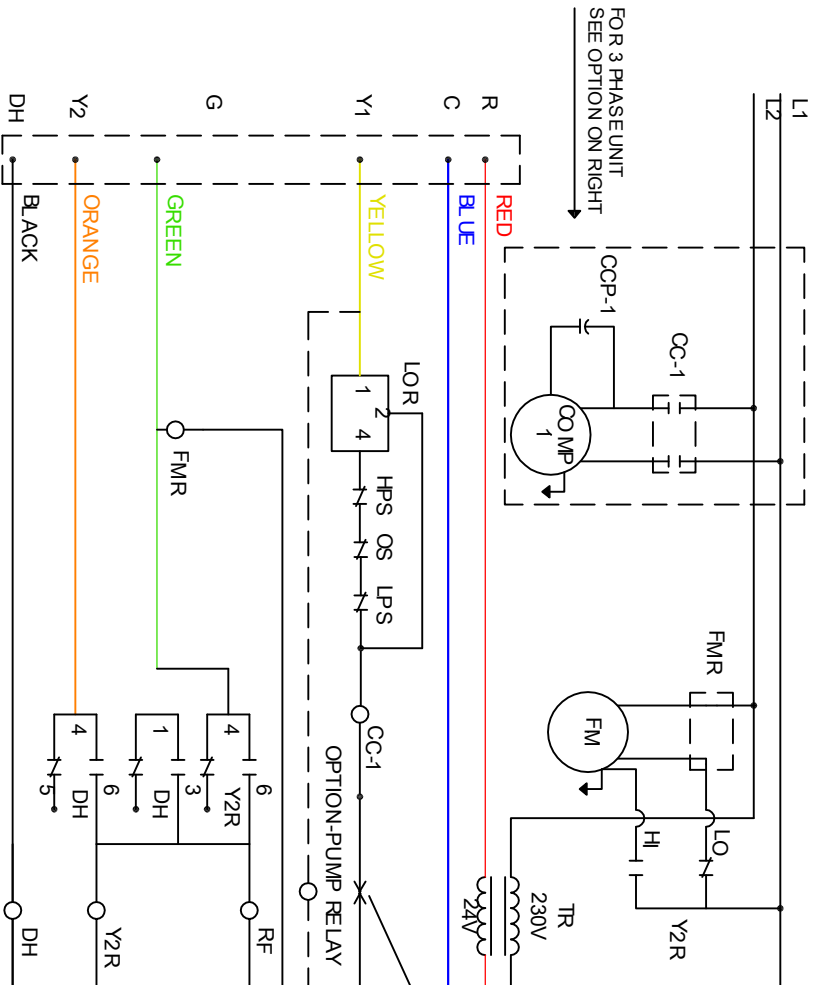 FOR 3 PHASE UNIT
SEE OPTION ON RIGHT
L1
L2
CCP-1
CC-1
COMP
1
FMR
FM
HI
LO
Y2R
TR
230V
24V
R
RED
C
BLUE
Y1
YELLOW
LOR
1
2
4
HPS
OS
LPS
CC-1
OPTION-PUMP RELAY
G
GREEN
FMR
4
6
Y2R
1
3
DH
4
6
DH
5
Y2
ORANGE
DH
BLACK
RF
Y2R
DH